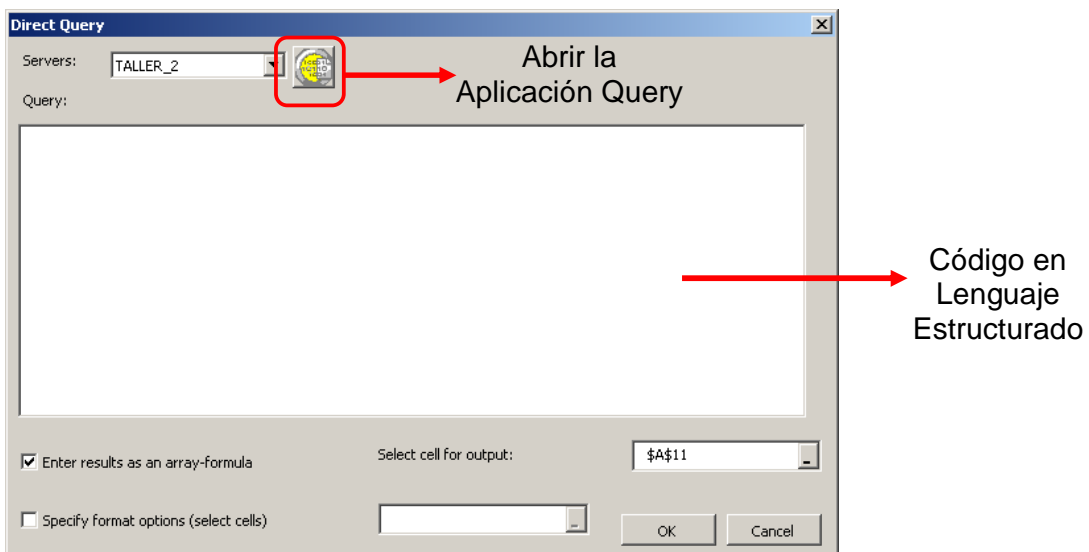 Direct Query
Servers:
TALLER_2
Abrir la
Aplicación Query
Query:
Código en
Lenguaje
Estructurado
Enter results as an array-formula
Select cell for output:
$A$11
Specify format options (select cells)
OK
Cancel